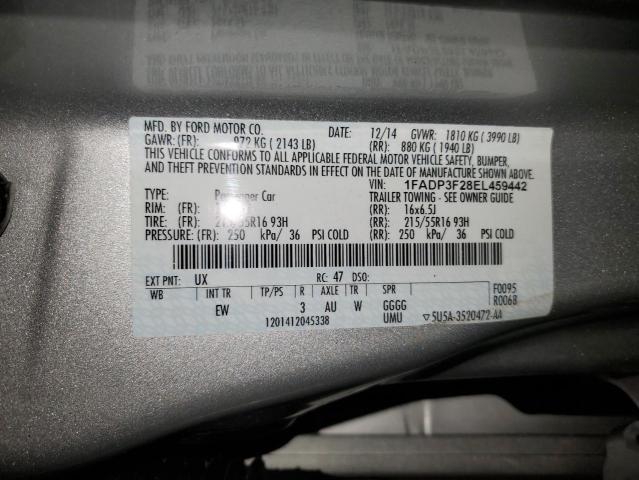 MFD. BY FORD MOTOR CO. DATE: 12/14 GVWR: 1810 KG ( 3990 LB)
GAWR: (FR): 972 KG ( 2143 LB) (RR): 880 KG ( 1940 LB)
THIS VEHICLE CONFORMS TO ALL APPLICABLE FEDERAL MOTOR VEHICLE SAFETY, BUMPER,
AND THEFT PREVENTION STANDARDS IN EFFECT ON THE DATE OF MANUFACTURE SHOWN ABOVE.
VIN: 1FADP3F28EL459442
TYPE: Passenger Car TRAILER TOWING - SEE OWNER GUIDE
RIM: (FR) (RR): 16x6.5J
TIRE: (FR) 215/55R16 93H (RR): 215/55R16 93H
PRESSURE: (FR): 250 kPa/ 36 PSI COLD (RR): 250 kPa/ 36 PSI COLD
EXT PNT: UX RC: 47 DSO: F0095
WB INT TR TP/PS R AXLE TR SPR R0068
EW 3 AU W GGGG
1201412045338 UMU ▽5U5A-3520472-AA